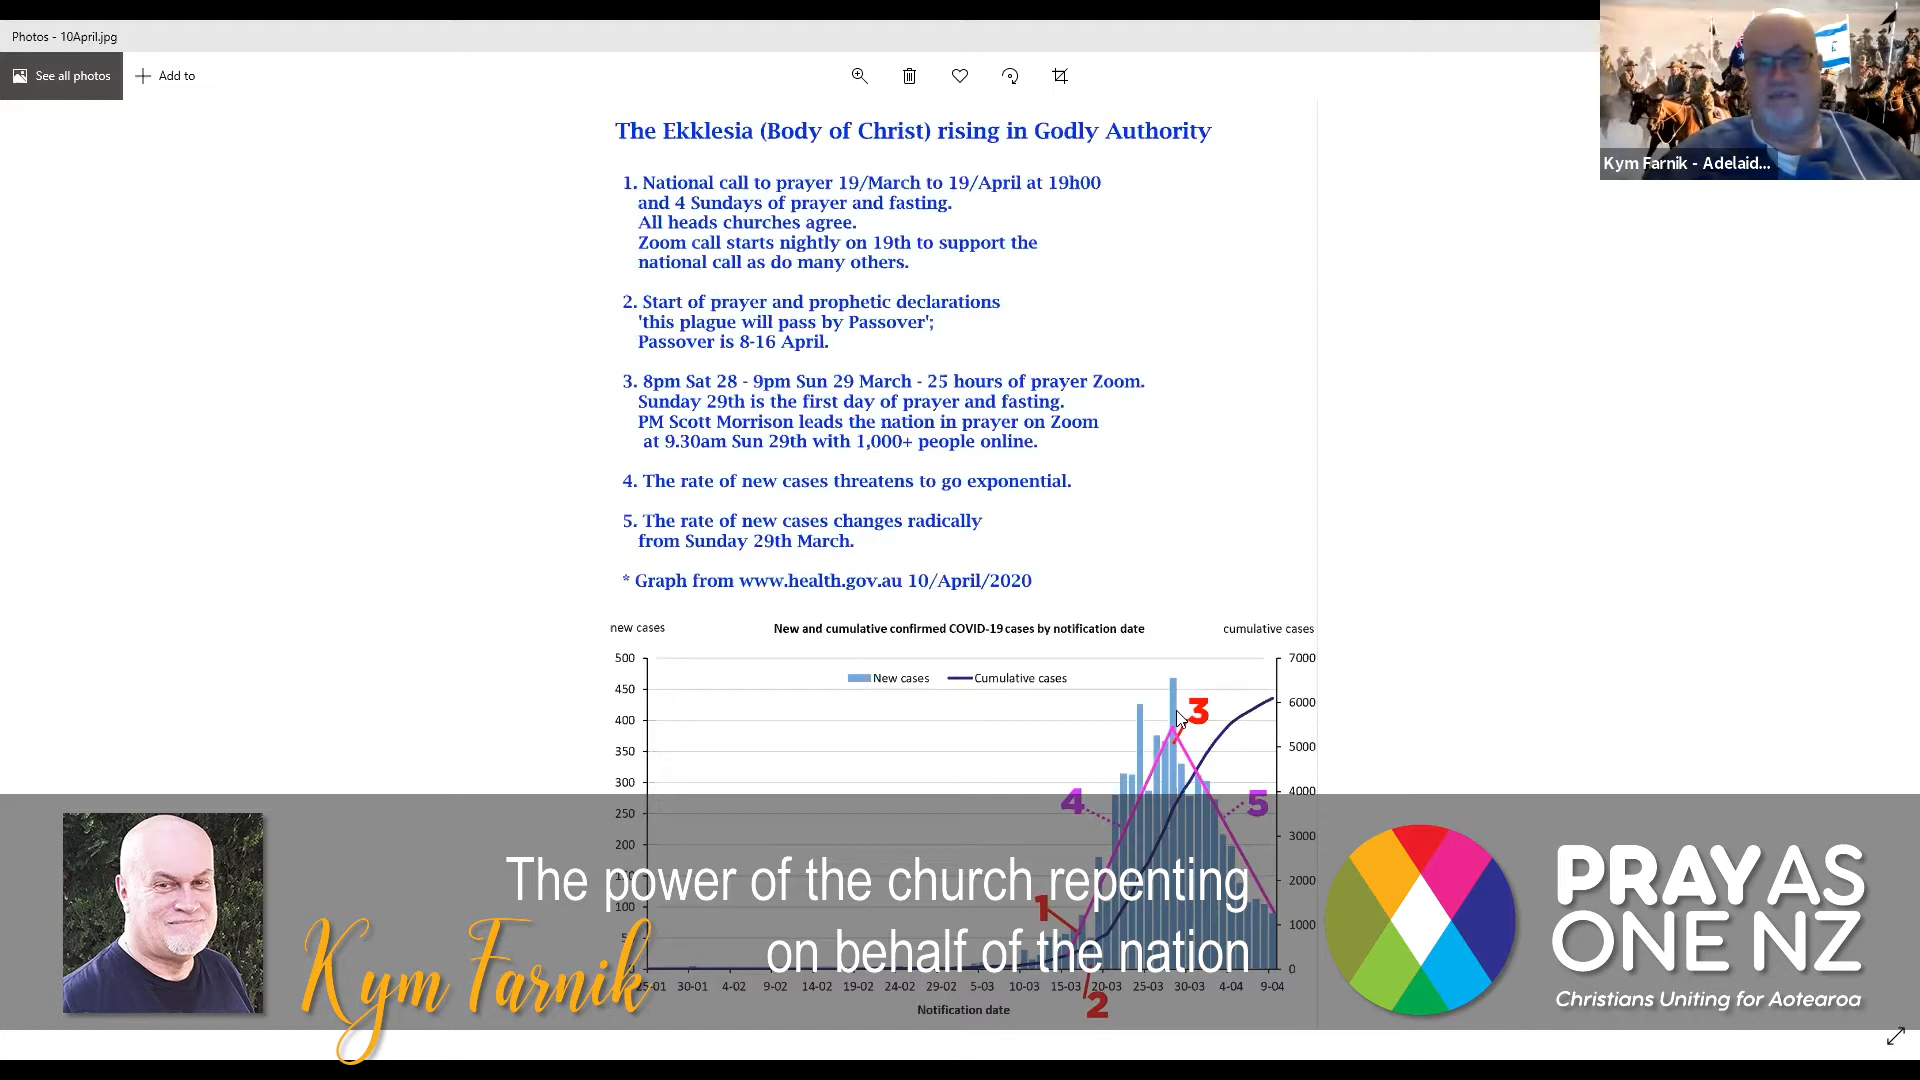 Photos - 10April.jpg
See all photos
Add to
Kym Farnik - Adelaid...
The Ekklesia (Body of Christ) rising in Godly Authority
1. National call to prayer 19/March to 19/April at 19h00
and 4 Sundays of prayer and fasting.
All heads churches agree.
Zoom call starts nightly on 19th to support the
national call as do many others.
2. Start of prayer and prophetic declarations
'this plague will pass by Passover';
Passover is 8-16 April.
3. 8pm Sat 28 - 9pm Sun 29 March - 25 hours of prayer Zoom.
Sunday 29th is the first day of prayer and fasting.
PM Scott Morrison leads the nation in prayer on Zoom
at 9.30am Sun 29th with 1,000+ people online.
4. The rate of new cases threatens to go exponential.
5. The rate of new cases changes radically
from Sunday 29th March.
* Graph from www.health.gov.au 10/April/2020
new cases
New and cumulative confirmed COVID-19 cases by notification date
cumulative cases
500
450
400
350
300
250
200
100
7000
6000
5000
4000
3000
2000
1000
0
New cases
Cumulative cases
3
4
5
1
2
25-01 30-01 4-02 9-02 14-02 19-02 24-02 29-02 5-03 10-03 15-03 20-03 25-03 30-03 4-04 9-04
Notification date
The power of the church repenting
on behalf of the nation
Kym Farnik
PRAY AS
ONE NZ
Christians Uniting for Aotearoa